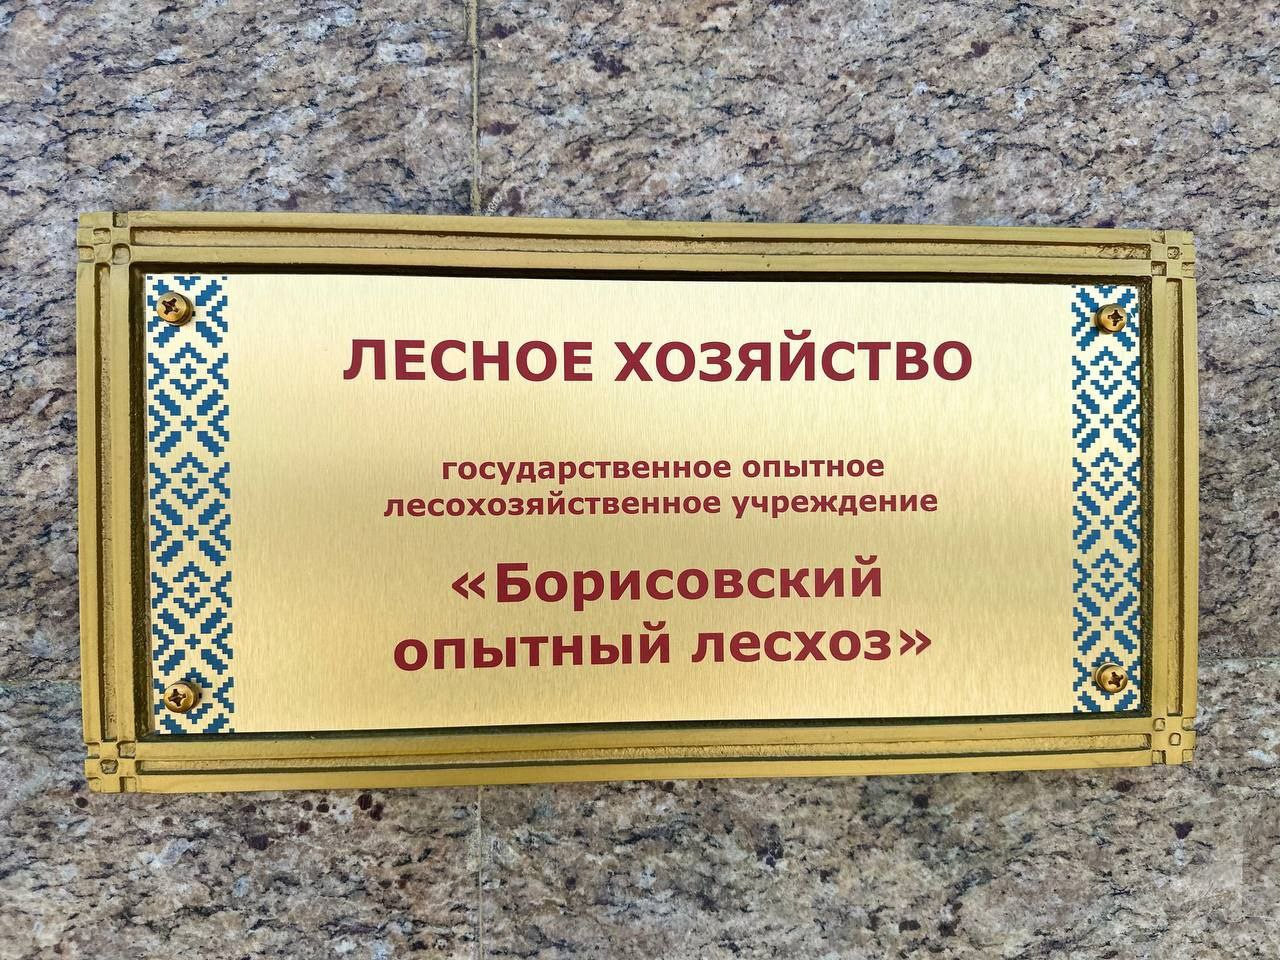 ЛЕСНОЕ ХОЗЯЙСТВО
государственное опытное
лесохозяйственное учреждение
«Борисовский
опытный лесхоз»